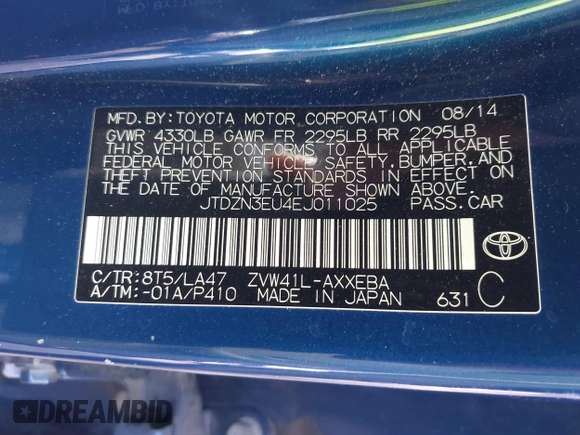 MFD.BY:TOYOTA MOTOR CORPORATION 08/14
GVWR 4330LB GAWR FR 2295LB RR 2295LB
THIS VEHICLE CONFORMS TO ALL APPLICABLE
FEDERAL MOTOR VEHICLE SAFETY,BUMPER,AND
THEFT PREVENTION STANDARDS IN EFFECT ON
THE DATE OF MANUFACTURE SHOWN ABOVE.
JTDZN3EU4EJ011025 PASS.CAR
C/TR:8T5/LA47 ZVW41L-AXXEBA
A/TM:-01A/P410 MADE IN JAPAN 631 C
DREAMBID